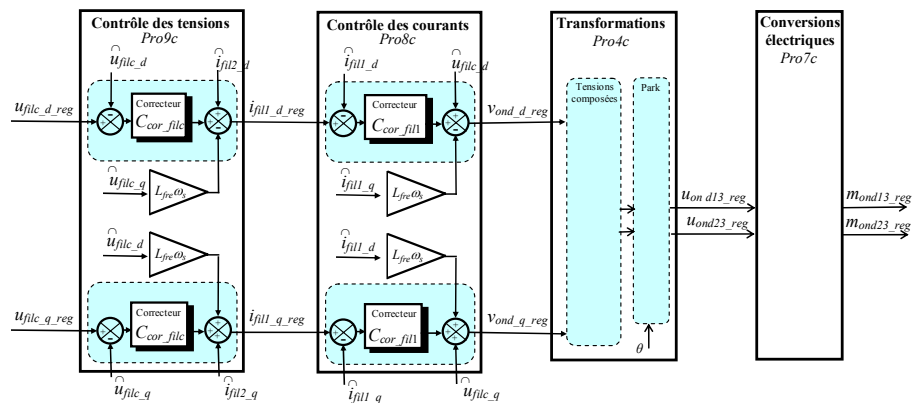 Contrôle des tensions
Pro9c
Contrôle des courants
Pro8c
Transformations
Pro4c
Conversions
électriques
Pro7c
u_filc_d
i_fil2_d
i_fil1_d
u_filc_d
u_filc_d_reg
Correcteur
C_cor_filc
i_fil1_d_reg
Correcteur
C_cor_fil1
v_ond_d_reg
Tensions
composées
Park
u_filc_q
L_fre ω_s
i_fil1_q
L_fre ω_s
u_ond13_reg
m_ond13_reg
u_ond23_reg
m_ond23_reg
u_filc_d
L_fre ω_s
i_fil1_d
L_fre ω_s
u_filc_q_reg
Correcteur
C_cor_filc
i_fil1_q_reg
Correcteur
C_cor_fil1
v_ond_q_reg
θ
u_filc_q
i_fil2_q
i_fil1_q
u_filc_q